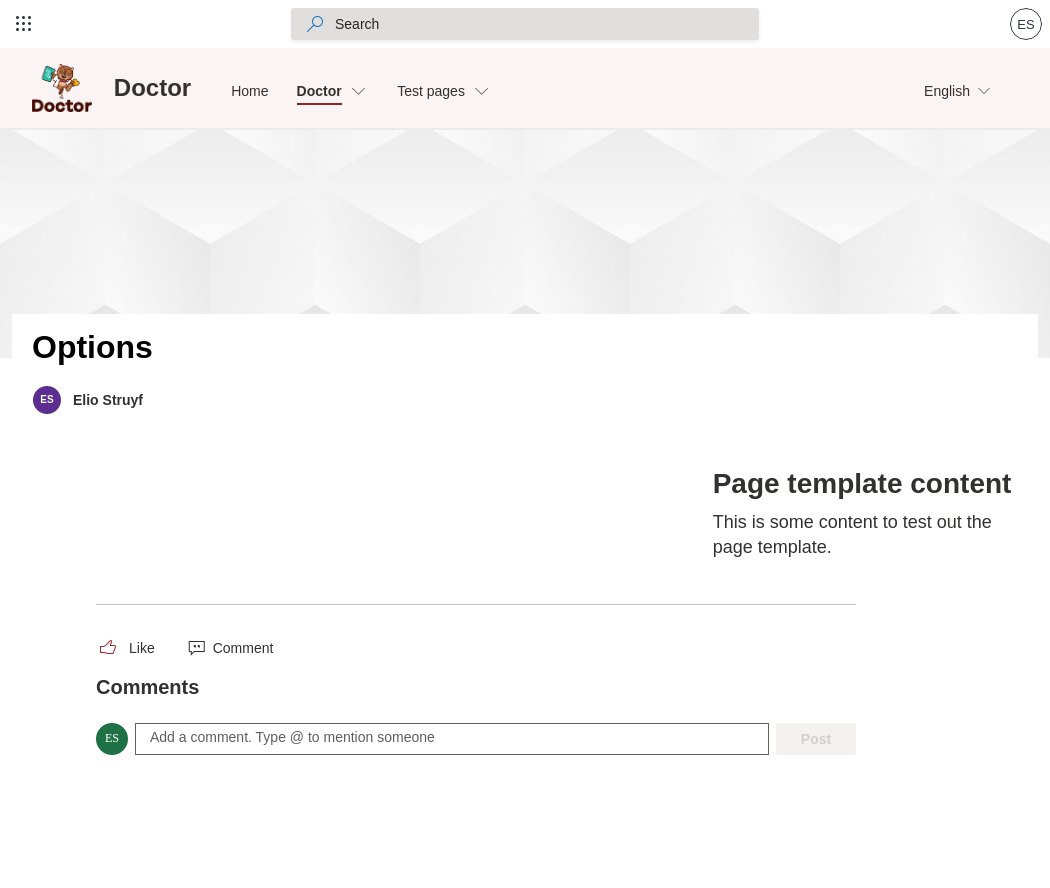 Search
ES
Doctor
Doctor
Home
Doctor
Test pages
English
Options
ES
Elio Struyf
Page template content
This is some content to test out the
page template.
Like
Comment
Comments
ES
Add a comment. Type @ to mention someone
Post